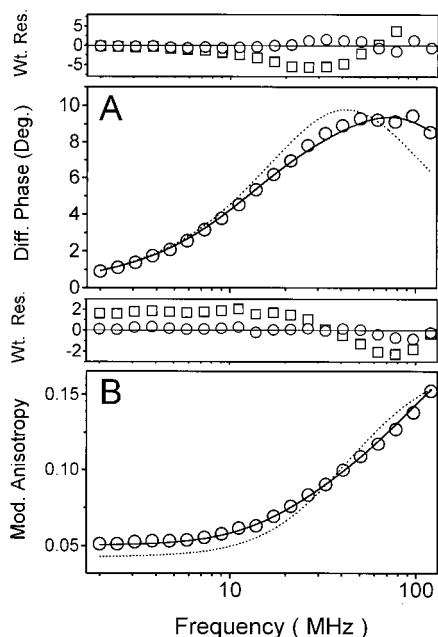 Wt. Res.
5
0
-5
A
Diff. Phase (Deg.)
10
8
6
4
2
0
Wt. Res.
2
0
-2
B
Mod. Anisotropy
0.15
0.10
0.05
10
100
Frequency ( MHz )